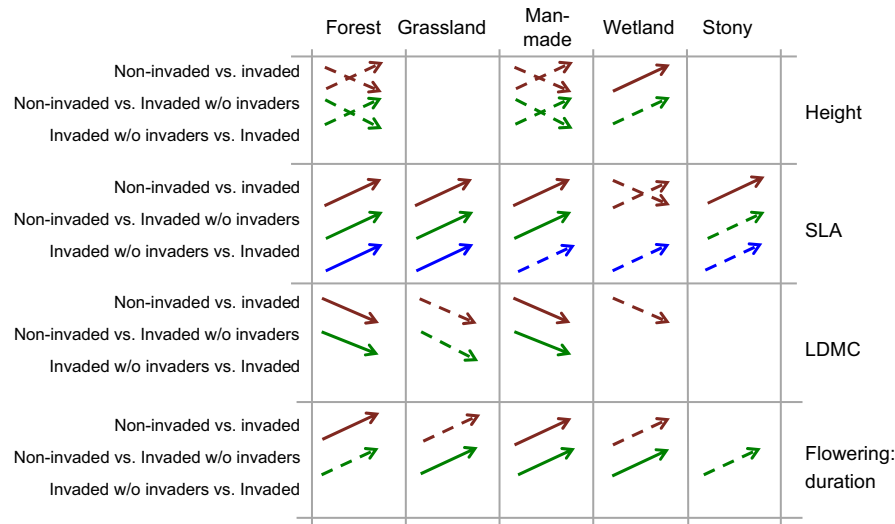 Forest Grassland Man-made Wetland Stony
Non-invaded vs. invaded
Non-invaded vs. Invaded w/o invaders
Invaded w/o invaders vs. Invaded
Height
Non-invaded vs. invaded
Non-invaded vs. Invaded w/o invaders
Invaded w/o invaders vs. Invaded
SLA
Non-invaded vs. invaded
Non-invaded vs. Invaded w/o invaders
Invaded w/o invaders vs. Invaded
LDMC
Non-invaded vs. invaded
Non-invaded vs. Invaded w/o invaders
Invaded w/o invaders vs. Invaded
Flowering:
duration